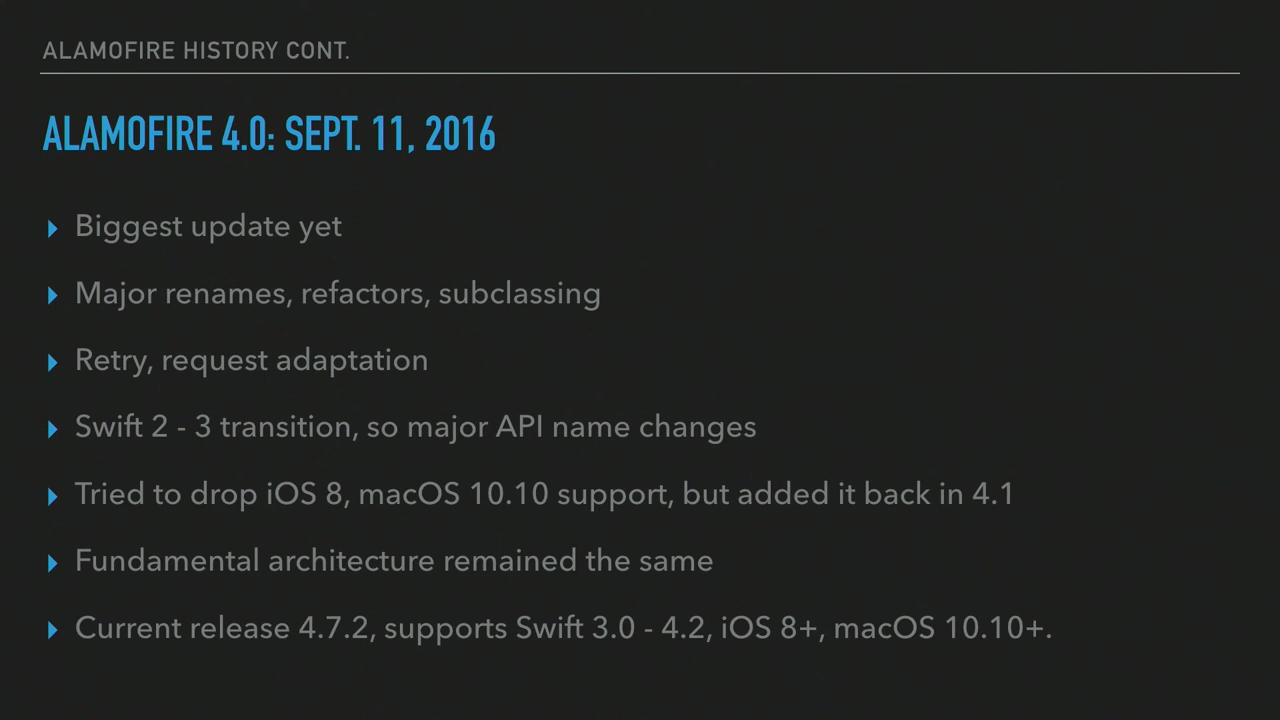 ALAMOFIRE HISTORY CONT.
ALAMOFIRE 4.0: SEPT. 11, 2016
Biggest update yet
Major renames, refactors, subclassing
Retry, request adaptation
Swift 2 - 3 transition, so major API name changes
Tried to drop iOS 8, macOS 10.10 support, but added it back in 4.1
Fundamental architecture remained the same
Current release 4.7.2, supports Swift 3.0 - 4.2, iOS 8+, macOS 10.10+.